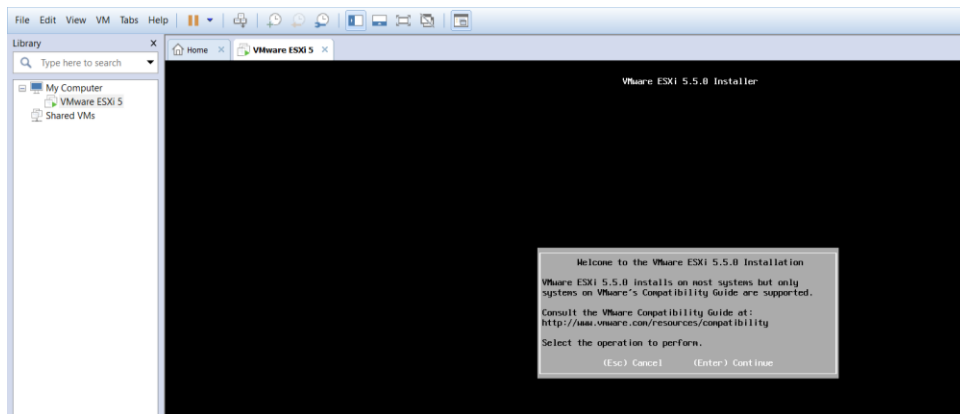 File Edit View VM Tabs Help
Library X
Home ×
VMware ESXi 5 ×
Type here to search
My Computer
VMware ESXi 5
Shared VMs
VMware ESXi 5.5.0 Installer
Welcome to the VMware ESXi 5.5.0 Installation
VMware ESXi 5.5.0 installs on most systems but only
systems on VMware's Compatibility Guide are supported.
Consult the VMware Compatibility Guide at:
http://www.vmware.com/resources/compatibility
Select the operation to perform.
(Esc) Cancel (Enter) Continue